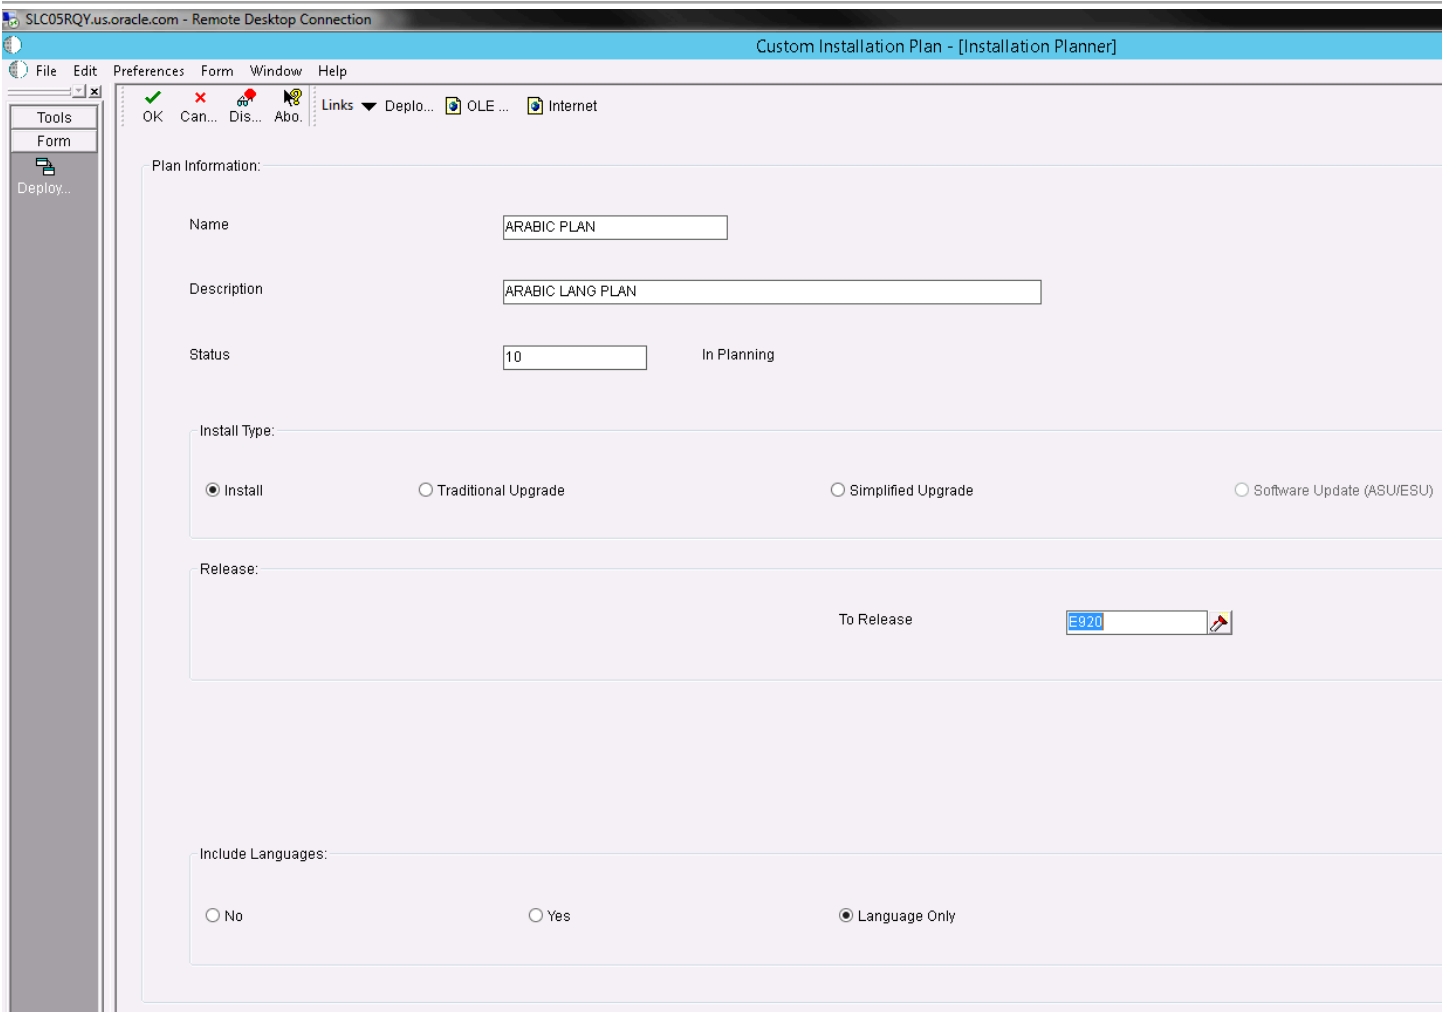 SLC05RQY.us.oracle.com - Remote Desktop Connection
Custom Installation Plan - [Installation Planner]
File Edit Preferences Form Window Help
OK Can... Dis... Abo. Links Deplo... OLE ... Internet
Tools
Form
Deploy...
Plan Information:
Name ARABIC PLAN
Description ARABIC LANG PLAN
Status 10 In Planning
Install Type:
Install Traditional Upgrade Simplified Upgrade Software Update (ASU/ESU)
Release:
To Release E920
Include Languages:
No Yes Language Only